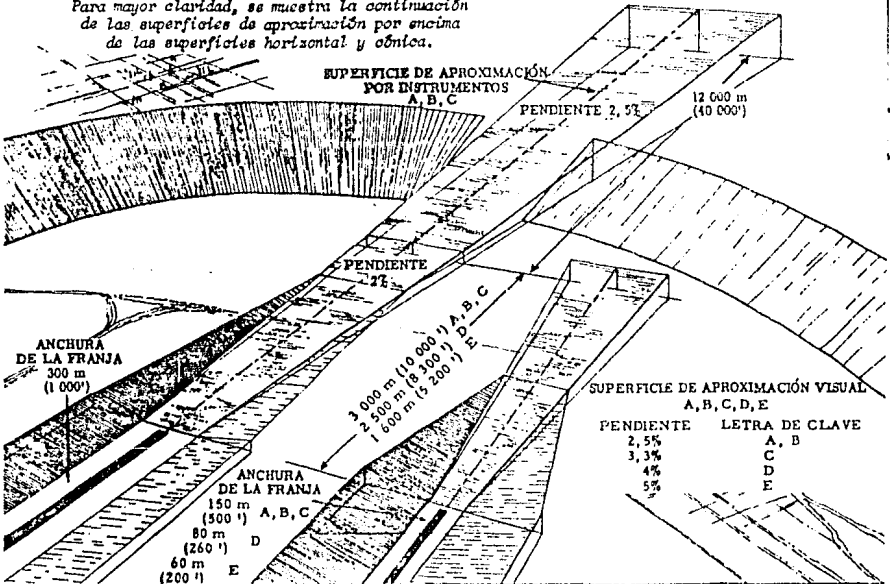 Para mayor claridad, se muestra la continuación
de las superficies de aproximación por encima
de las superficies horizontal y cónica.
SUPERFICIE DE APROXIMACIÓN
POR INSTRUMENTOS
A, B, C
PENDIENTE 2,5%
12 000 m
(40 000')
PENDIENTE
2%
ANCHURA
DE LA FRANJA
300 m
(1 000')
3 000 m (10 000') A, B, C
2 500 m (8 300') D
1 600 m (5 200') E
SUPERFICIE DE APROXIMACIÓN VISUAL
A, B, C, D, E
PENDIENTE LETRA DE CLAVE
2,5% A, B
3,3% C
4% D
5% E
ANCHURA
DE LA FRANJA
150 m
(500') A, B, C
80 m
(260') D
60 m
(200') E